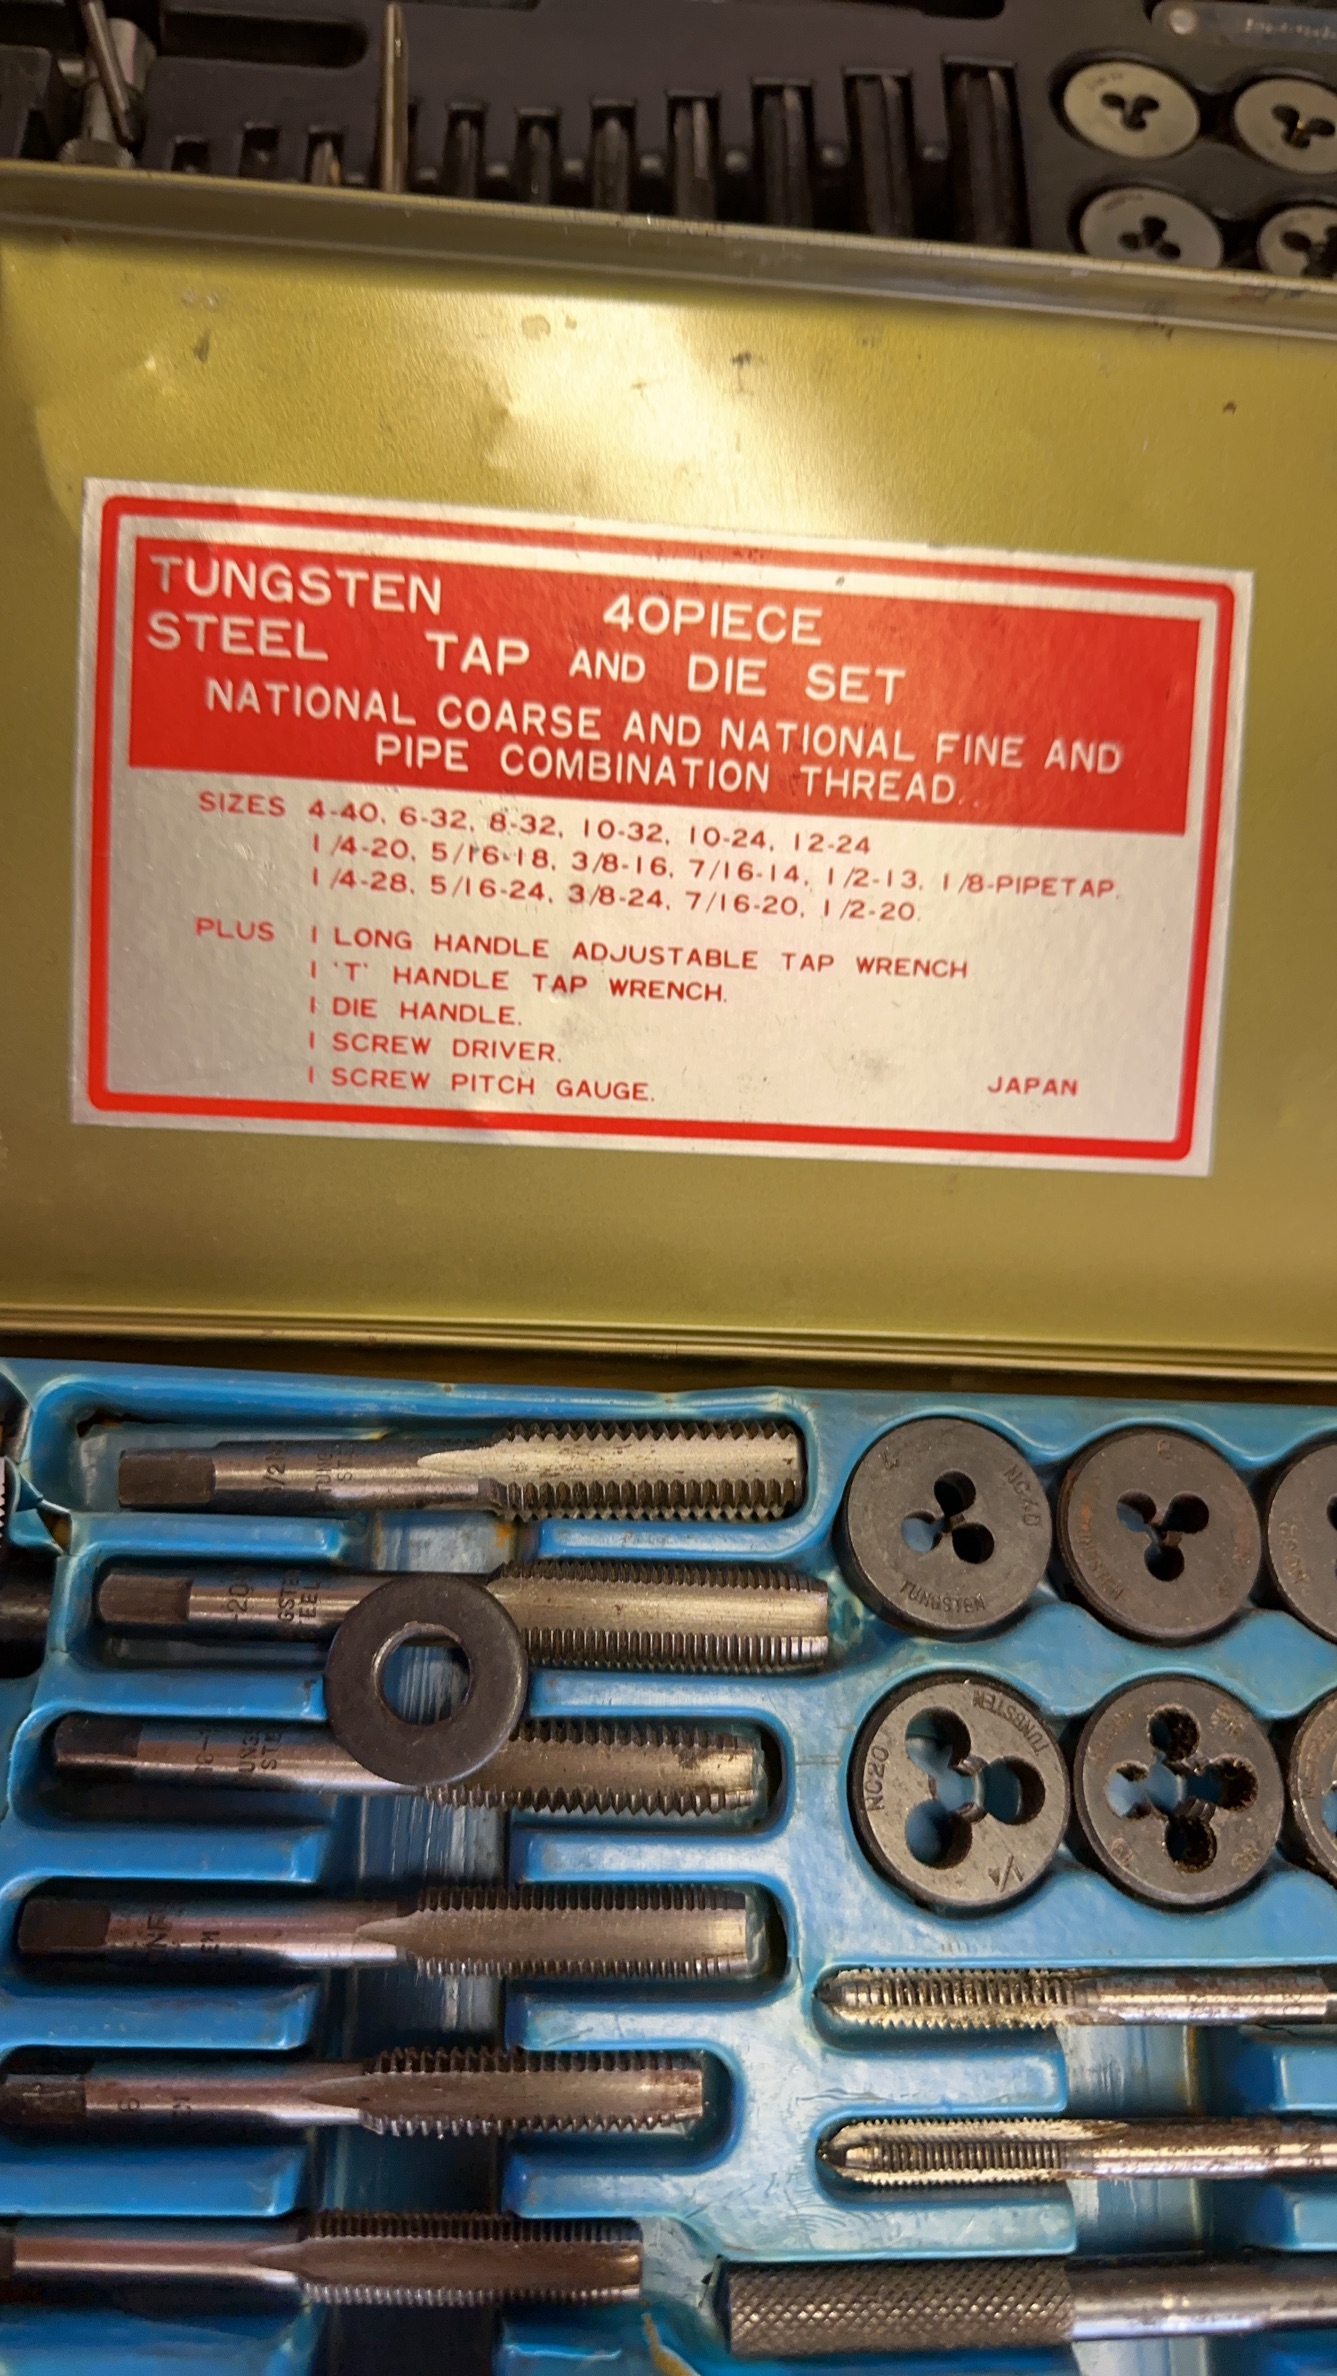 TUNGSTEN 40PIECE
STEEL TAP AND DIE SET
NATIONAL COARSE AND NATIONAL FINE AND
PIPE COMBINATION THREAD.
SIZES 4-40, 6-32, 8-32, 10-32, 10-24, 12-24
1/4-20, 5/16-18, 3/8-16, 7/16-14, 1/2-13, 1/8-PIPETAP.
1/4-28, 5/16-24, 3/8-24, 7/16-20, 1/2-20.
PLUS 1 LONG HANDLE ADJUSTABLE TAP WRENCH
1 'T' HANDLE TAP WRENCH.
1 DIE HANDLE.
1 SCREW DRIVER.
1 SCREW PITCH GAUGE. JAPAN
NC40
TUNGSTEN
TUNGSTEN
NC20
1/4